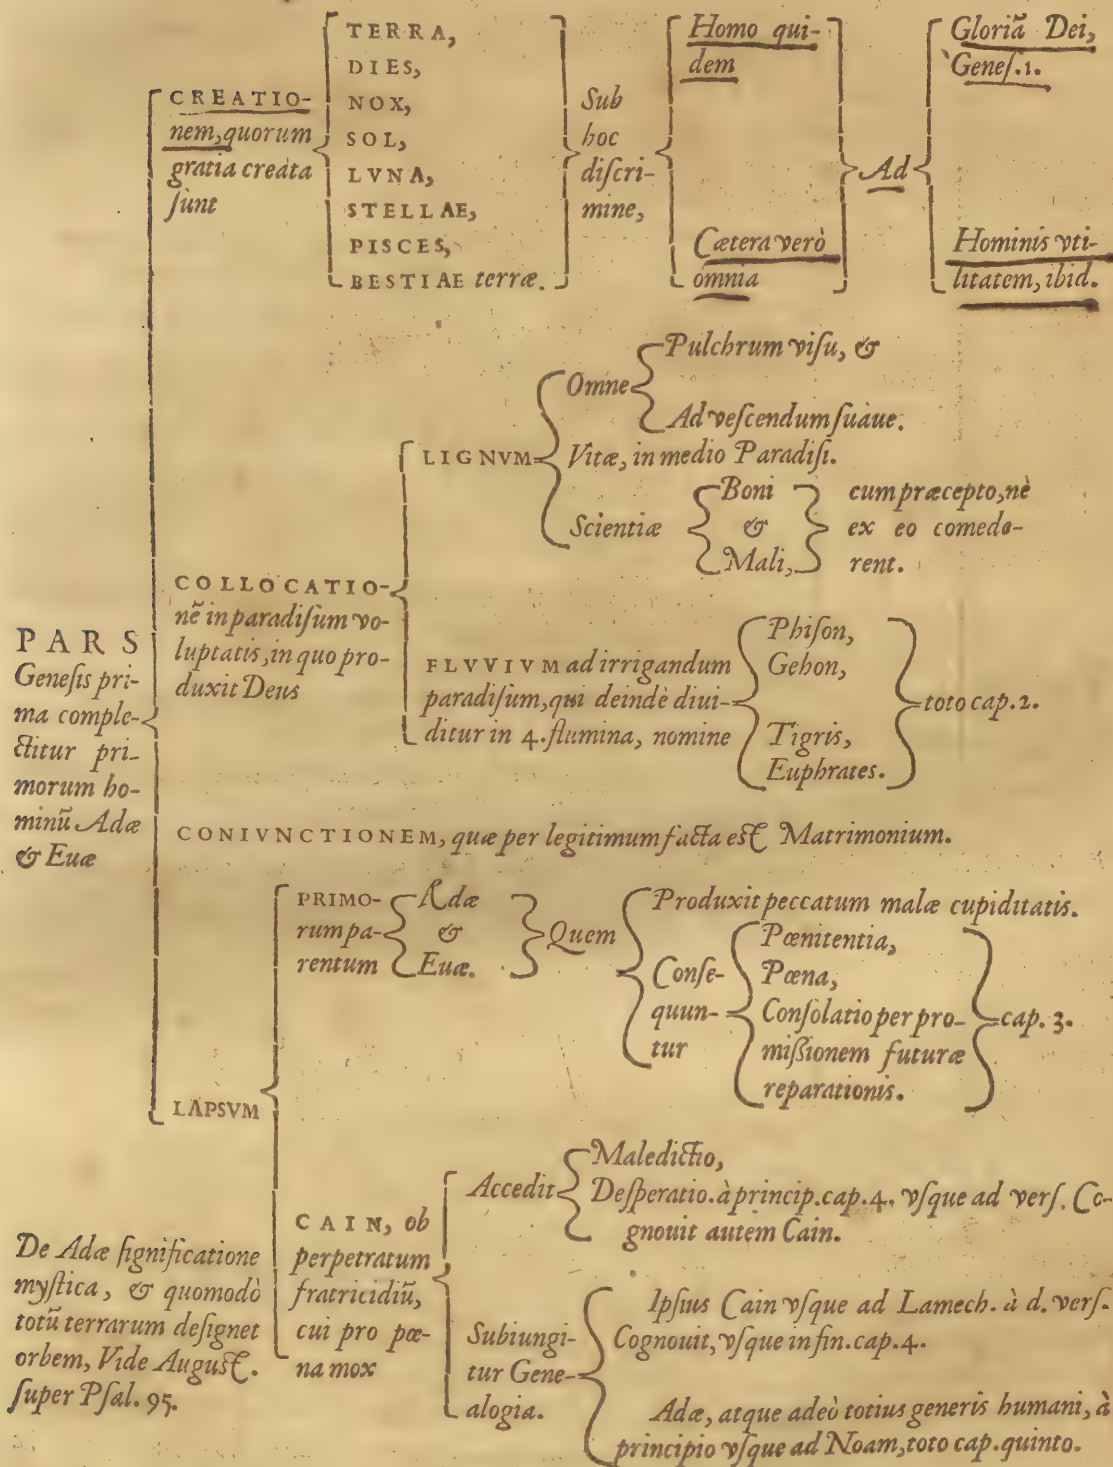 PARS
Geneſis pri-
ma comple-
ctitur pri-
morum ho-
minũ Adæ
& Euæ
CREATIO-
nem, quorum
gratia creata
ſunt
TERRA,
DIES,
NOX,
SOL,
LVNA,
STELLAE,
PISCES,
BESTIAE terræ.
Sub
hoc
diſcri-
mine,
Homo qui-
dem
Cætera verò
omnia
Ad
Gloriã Dei,
Geneſ.1.
Hominis vti-
litatem, ibid.
COLLOCATIO-
nẽ in paradiſum vo-
luptatis, in quo pro-
duxit Deus
LIGNVM
Omne
Pulchrum viſu, &
Ad veſcendum ſuaue.
Vitæ, in medio Paradiſi.
Scientiæ
Boni
&
Mali,
cum præcepto, nè
ex eo comede-
rent.
FLVVIVM ad irrigandum
paradiſum, qui deindè diui-
ditur in 4. flumina, nomine
Phiſon,
Gehon,
Tigris,
Euphrates.
toto cap.2.
CONIVNCTIONEM, quæ per legitimum facta eſt Matrimonium.
LAPSVM
PRIMO-
rum pa-
rentum
Adæ
&
Euæ.
Quem
Produxit peccatum malæ cupiditatis.
Conſe-
quun-
tur
Pœnitentia,
Pœna,
Conſolatio per pro-
miſſionem futuræ
reparationis.
cap. 3.
CAIN, ob
perpetratum
fratricidiũ,
cui pro pœ-
na mox
Accedit
Maledictio,
Deſperatio. à princip. cap. 4. vſque ad verſ. Co-
gnouit autem Cain.
Subiungi-
tur Gene-
alogia.
Ipſius Cain vſque ad Lamech. à d. verſ.
Cognouit, vſque in fin. cap. 4.
Adæ, atque adeò totius generis humani, à
principio vſque ad Noam, toto cap. quinto.
De Adæ ſignificatione
myſtica, & quomodò
totũ terrarum deſignet
orbem, Vide Auguſt.
ſuper Pſal. 95.